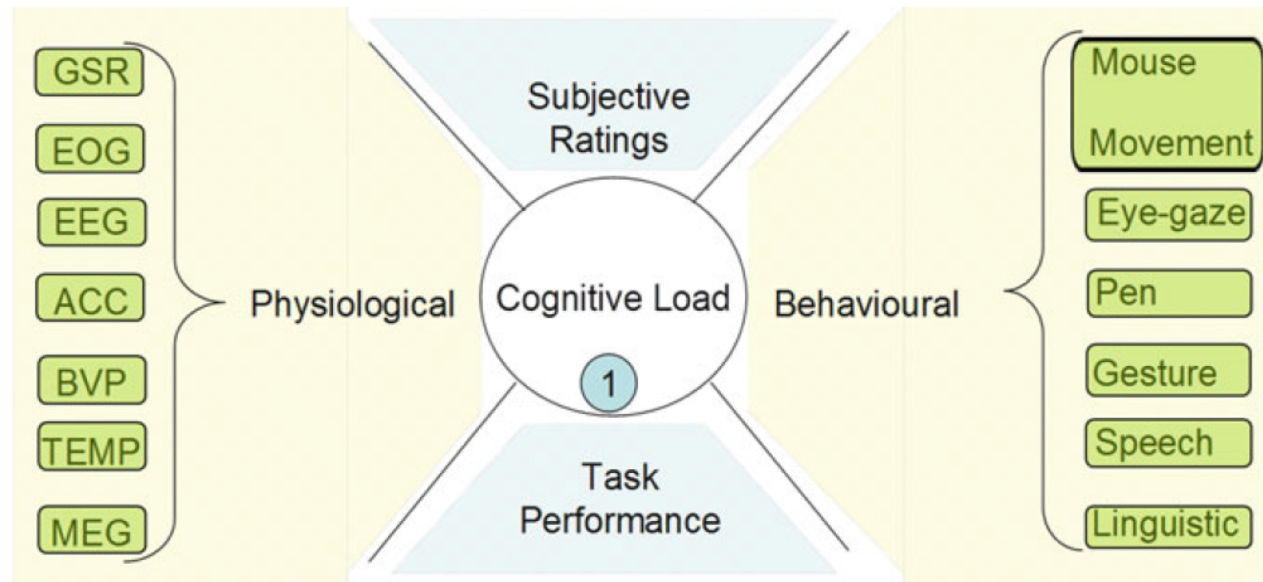 GSR
EOG
EEG
ACC
BVP
TEMP
MEG
Physiological
Subjective
Ratings
Cognitive Load
1
Task
Performance
Behavioural
Mouse
Movement
Eye-gaze
Pen
Gesture
Speech
Linguistic